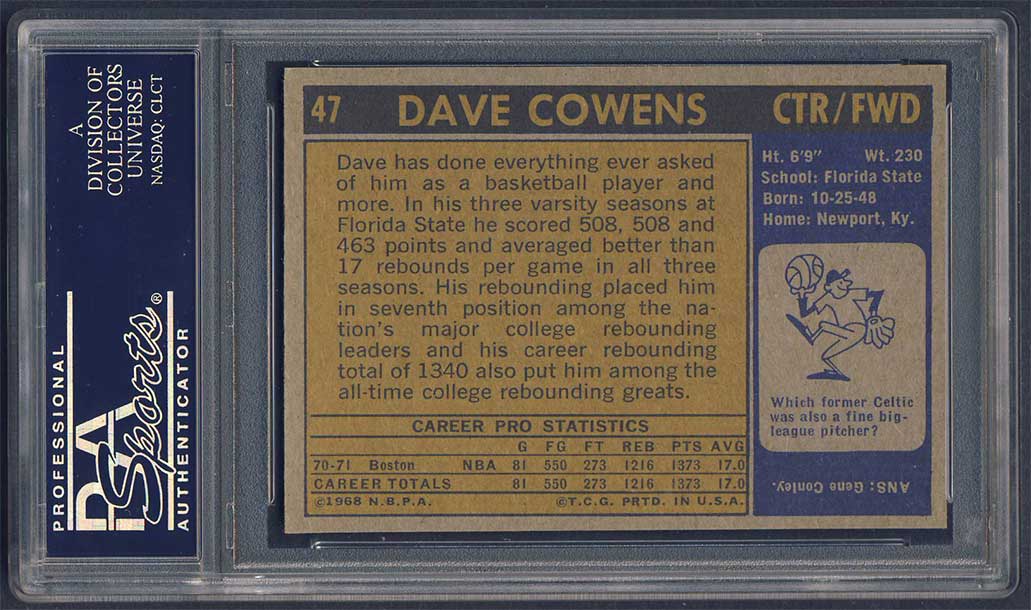 A
DIVISION OF
COLLECTORS
UNIVERSE
NASDAQ: CLCT
PROFESSIONAL
PSA
Sports®
AUTHENTICATOR
47 DAVE COWENS CTR/FWD
Dave has done everything ever asked
of him as a basketball player and
more. In his three varsity seasons at
Florida State he scored 508, 508 and
463 points and averaged better than
17 rebounds per game in all three
seasons. His rebounding placed him
in seventh position among the na-
tion's major college rebounding
leaders and his career rebounding
total of 1340 also put him among the
all-time college rebounding greats.
CAREER PRO STATISTICS
G FG FT REB PTS AVG
70-71 Boston NBA 81 550 273 1216 1373 17.0
CAREER TOTALS 81 550 273 1216 1373 17.0
©1968 N.B.P.A. ©T.C.G. PRTD. IN U.S.A.
Ht. 6'9" Wt. 230
School: Florida State
Born: 10-25-48
Home: Newport, Ky.
Which former Celtic
was also a fine big-
league pitcher?
ANS: Gene Conley.